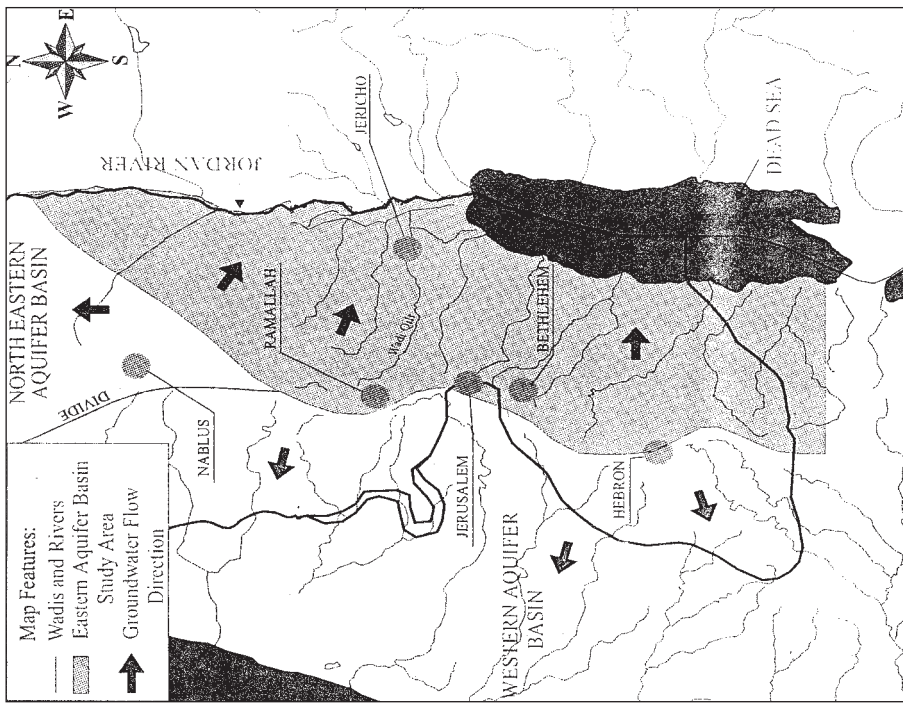 Map Features:
Wadis and Rivers
Eastern Aquifer Basin
Study Area
Groundwater Flow
Direction
N
E
S
W
NORTH EASTERN
AQUIFER BASIN
DIVIDE
NABLUS
JORDAN RIVER
RAMALLAH
JERICHO
Wadi Qilt
JERUSALEM
BETHLEHEM
WESTERN AQUIFER
BASIN
HEBRON
DEAD SEA